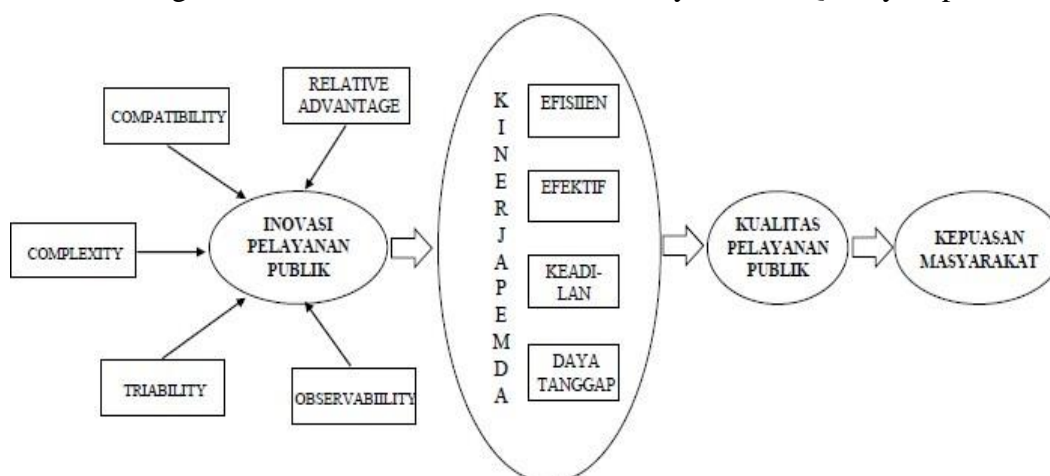 RELATIVE
ADVANTAGE
COMPATIBILITY
COMPLEXITY
TRIABILITY
OBSERVABIILITY
INOVASI
PELAYANAN
PUBLIK
K
I
N
E
R
J
A
P
E
M
D
A
EFISIIEN
EFEKTIF
KEADI-
LAN
DAYA
TANGGAP
KUALITAS
PELAYANAN
PUBLIK
KEPUASAN
MASYARAKAT